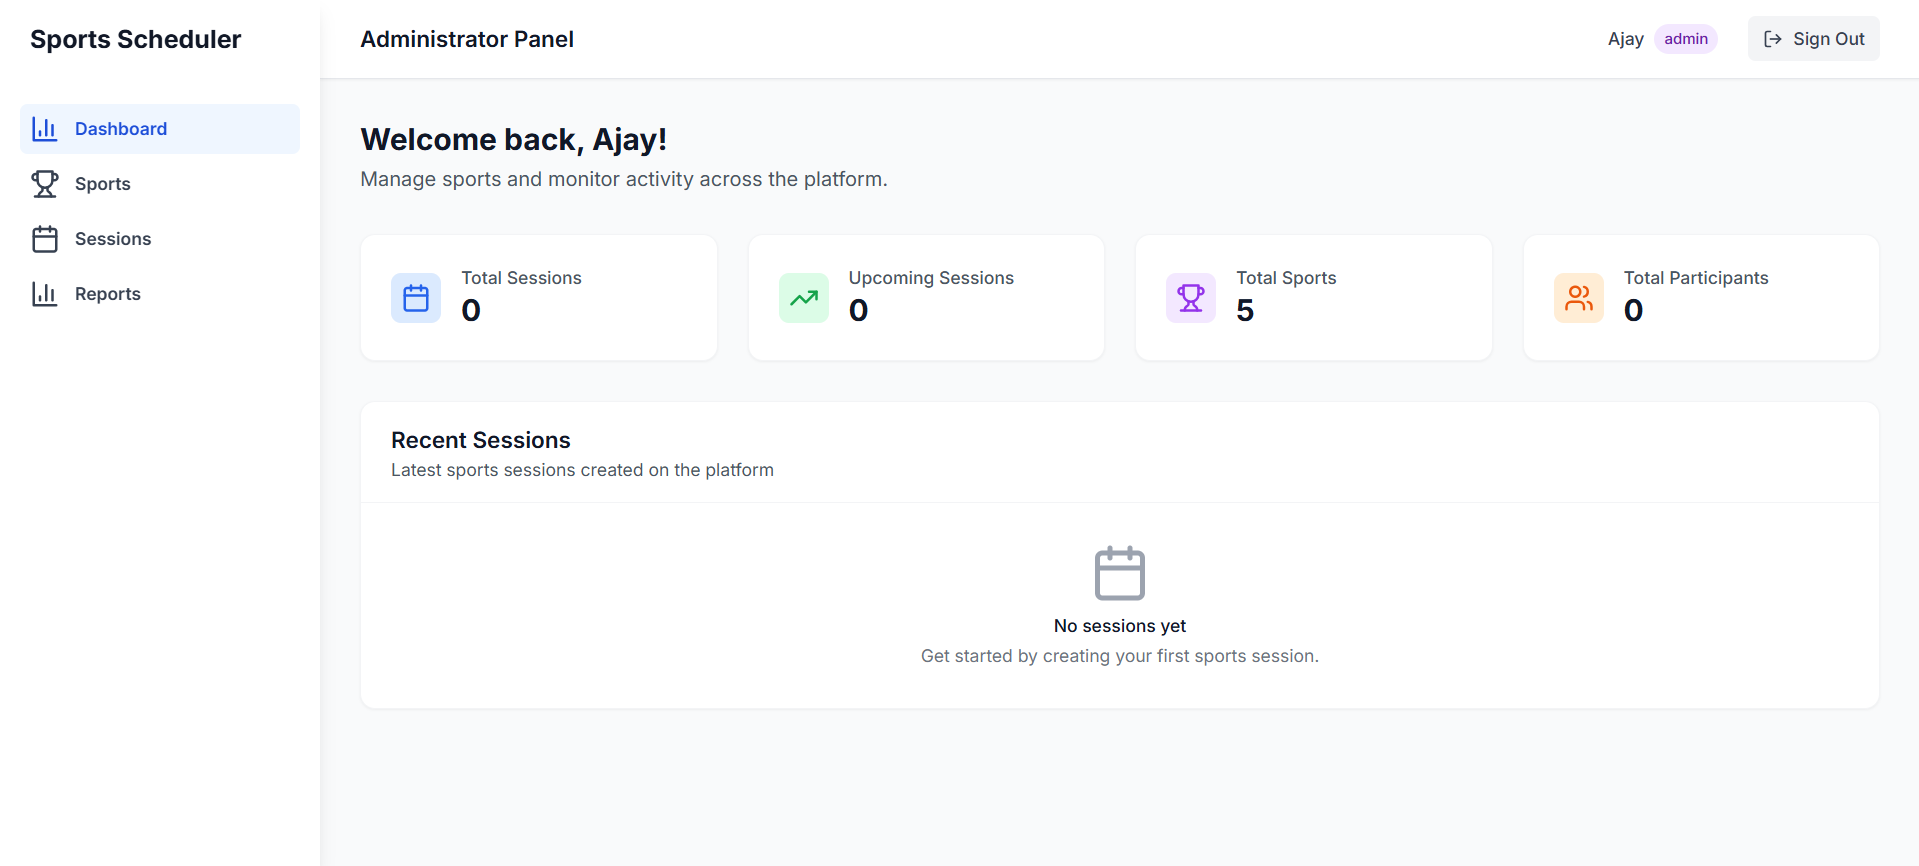 Sports Scheduler
Dashboard
Sports
Sessions
Reports
Administrator Panel
Ajay
admin
Sign Out
Welcome back, Ajay!
Manage sports and monitor activity across the platform.
Total Sessions
0
Upcoming Sessions
0
Total Sports
5
Total Participants
0
Recent Sessions
Latest sports sessions created on the platform
No sessions yet
Get started by creating your first sports session.